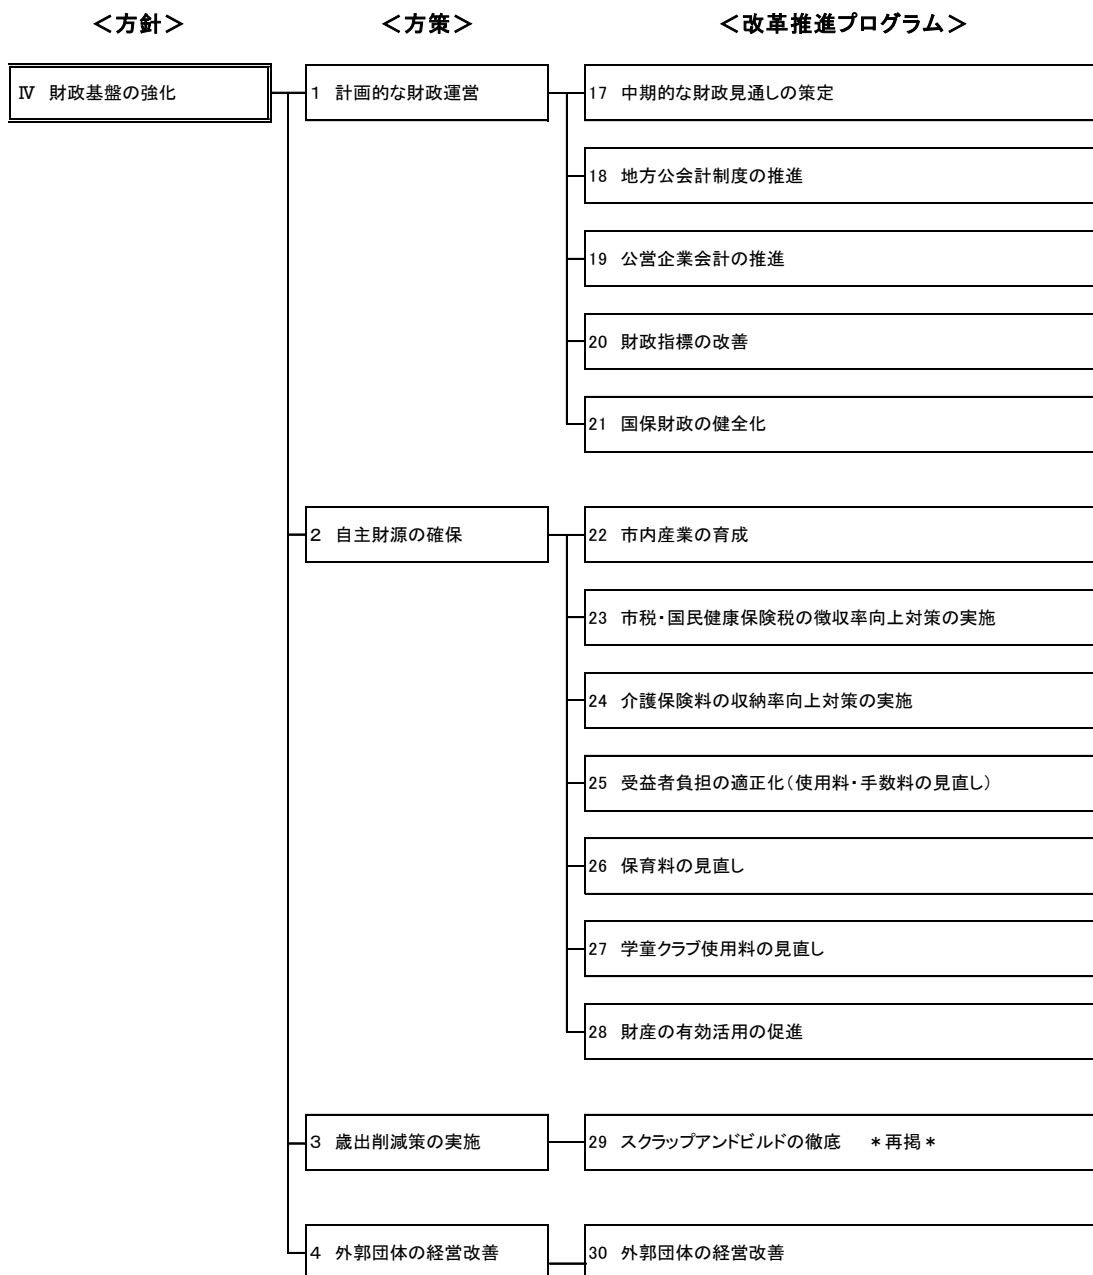 ＜方針＞ ＜方策＞ ＜改革推進プログラム＞
Ⅳ 財政基盤の強化 1 計画的な財政運営 17 中期的な財政見通しの策定
18 地方公会計制度の推進
19 公営企業会計の推進
20 財政指標の改善
21 国保財政の健全化
2 自主財源の確保 22 市内産業の育成
23 市税・国民健康保険税の徴収率向上対策の実施
24 介護保険料の収納率向上対策の実施
25 受益者負担の適正化（使用料・手数料の見直し）
26 保育料の見直し
27 学童クラブ使用料の見直し
28 財産の有効活用の促進
3 歳出削減策の実施 29 スクラップアンドビルドの徹底 ＊再掲＊
4 外郭団体の経営改善 30 外郭団体の経営改善